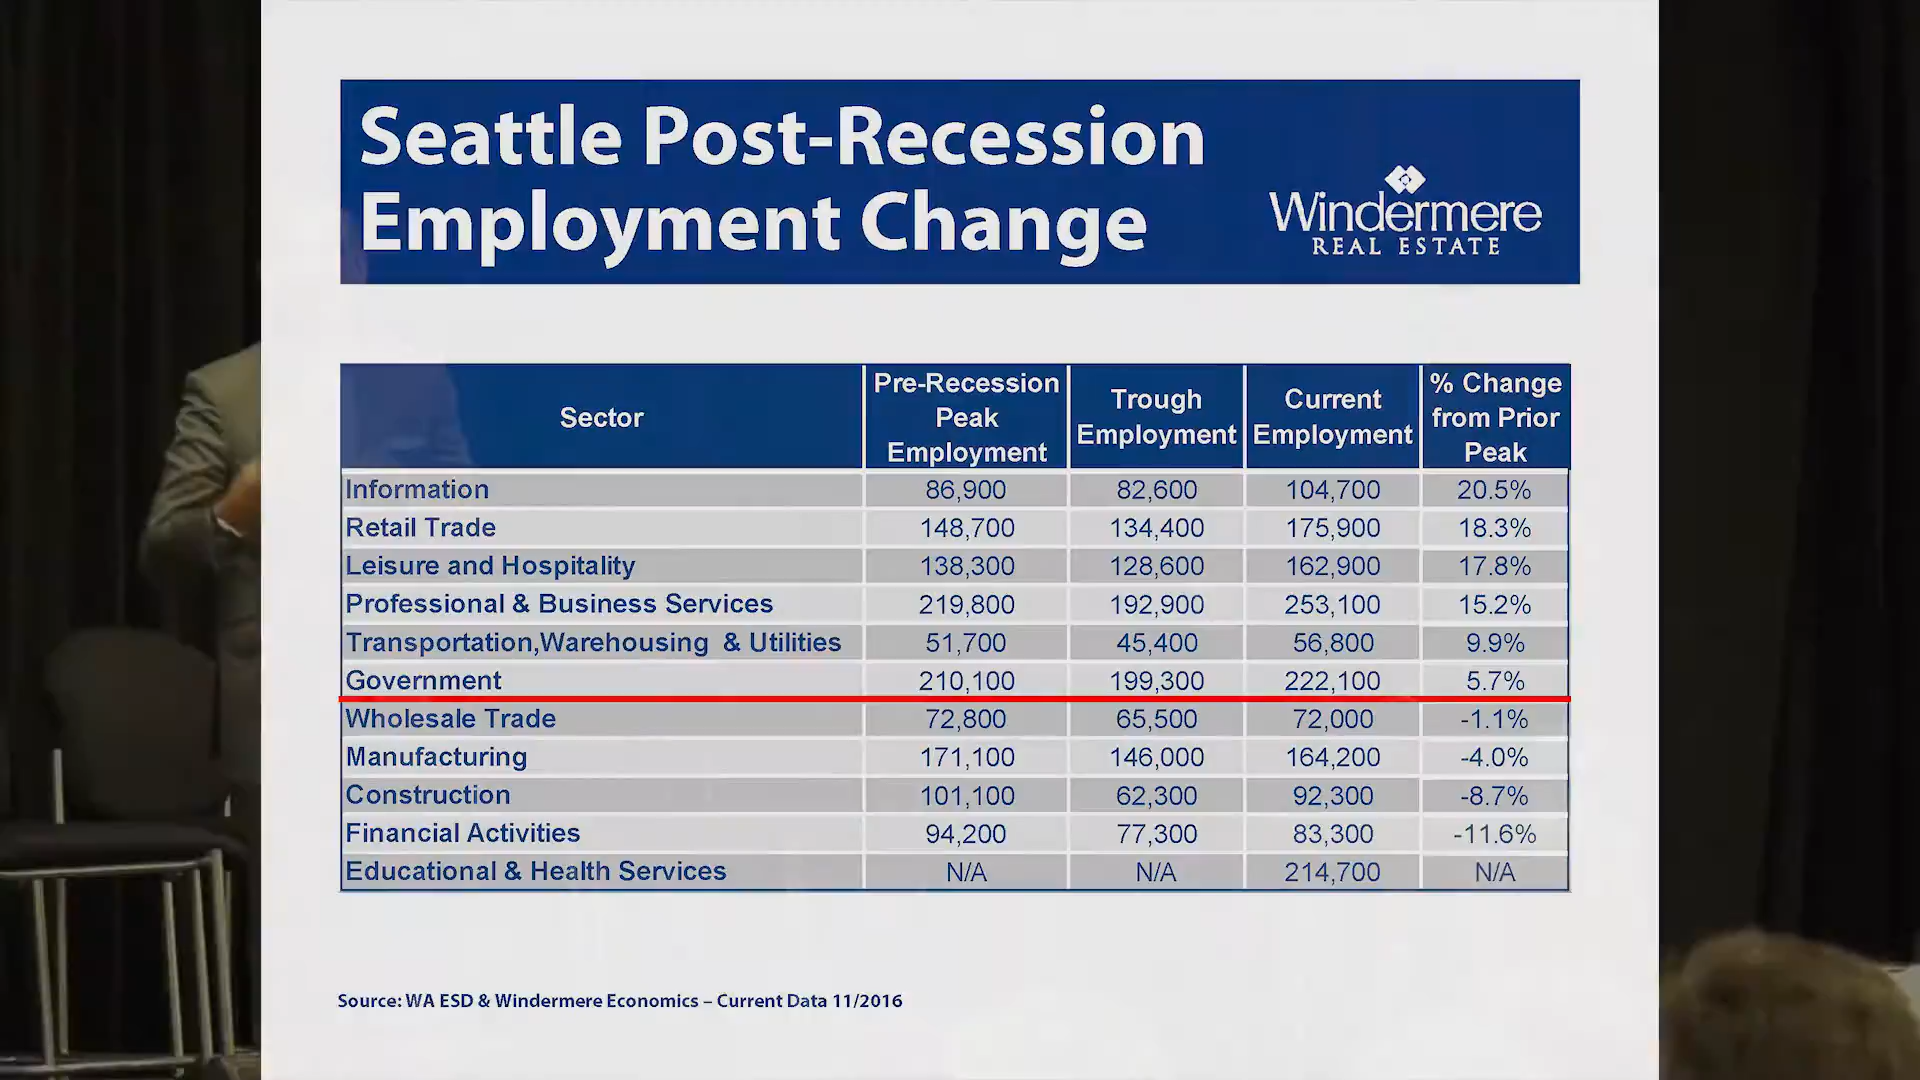 Seattle Post-Recession
Employment Change
Windermere
REAL ESTATE
Sector Pre-Recession Peak Employment Trough Employment Current Employment % Change from Prior Peak
Information 86,900 82,600 104,700 20.5%
Retail Trade 148,700 134,400 175,900 18.3%
Leisure and Hospitality 138,300 128,600 162,900 17.8%
Professional & Business Services 219,800 192,900 253,100 15.2%
Transportation,Warehousing & Utilities 51,700 45,400 56,800 9.9%
Government 210,100 199,300 222,100 5.7%
Wholesale Trade 72,800 65,500 72,000 -1.1%
Manufacturing 171,100 146,000 164,200 -4.0%
Construction 101,100 62,300 92,300 -8.7%
Financial Activities 94,200 77,300 83,300 -11.6%
Educational & Health Services N/A N/A 214,700 N/A
Source: WA ESD & Windermere Economics – Current Data 11/2016